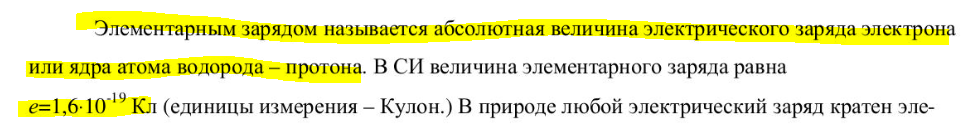 Элементарным зарядом называется абсолютная величина электрического заряда электрона
или ядра атома водорода – протона. В СИ величина элементарного заряда равна
e=1,6·10⁻¹⁹ Кл (единицы измерения – Кулон.) В природе любой электрический заряд кратен эле-